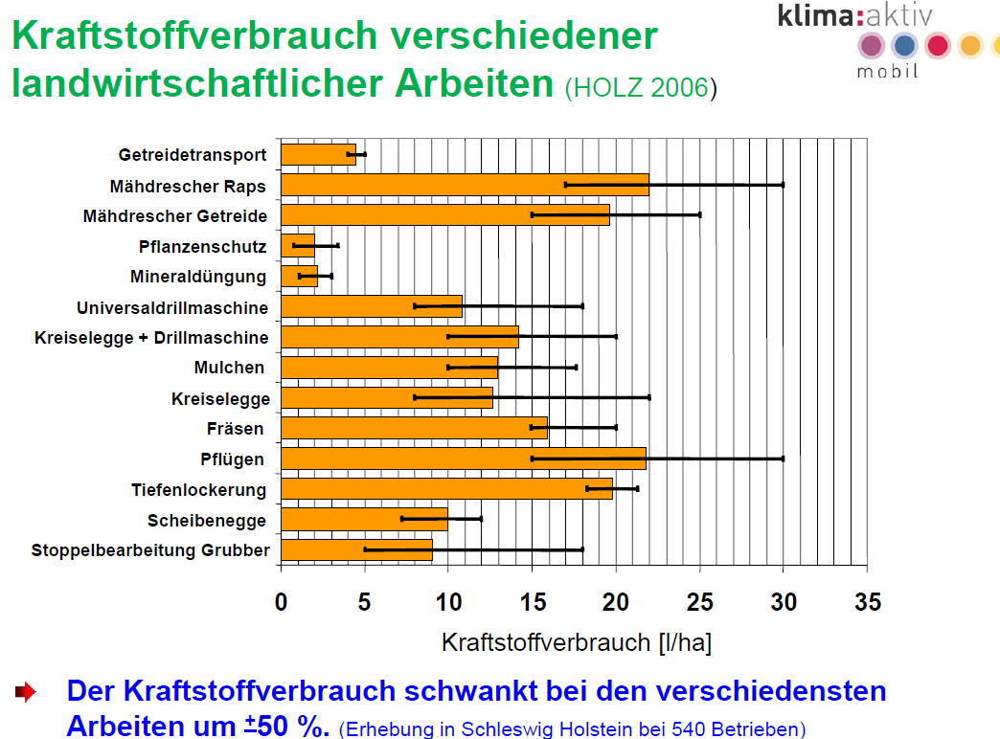 Kraftstoffverbrauch verschiedener
landwirtschaftlicher Arbeiten (HOLZ 2006)
klima:aktiv
mobil
Getreidetransport
Mähdrescher Raps
Mähdrescher Getreide
Pflanzenschutz
Mineraldüngung
Universaldrillmaschine
Kreiselegge + Drillmaschine
Mulchen
Kreiselegge
Fräsen
Pflügen
Tiefenlockerung
Scheibenegge
Stoppelbearbeitung Grubber
0 5 10 15 20 25 30 35
Kraftstoffverbrauch [l/ha]
Der Kraftstoffverbrauch schwankt bei den verschiedensten
Arbeiten um ±50 %. (Erhebung in Schleswig Holstein bei 540 Betrieben)